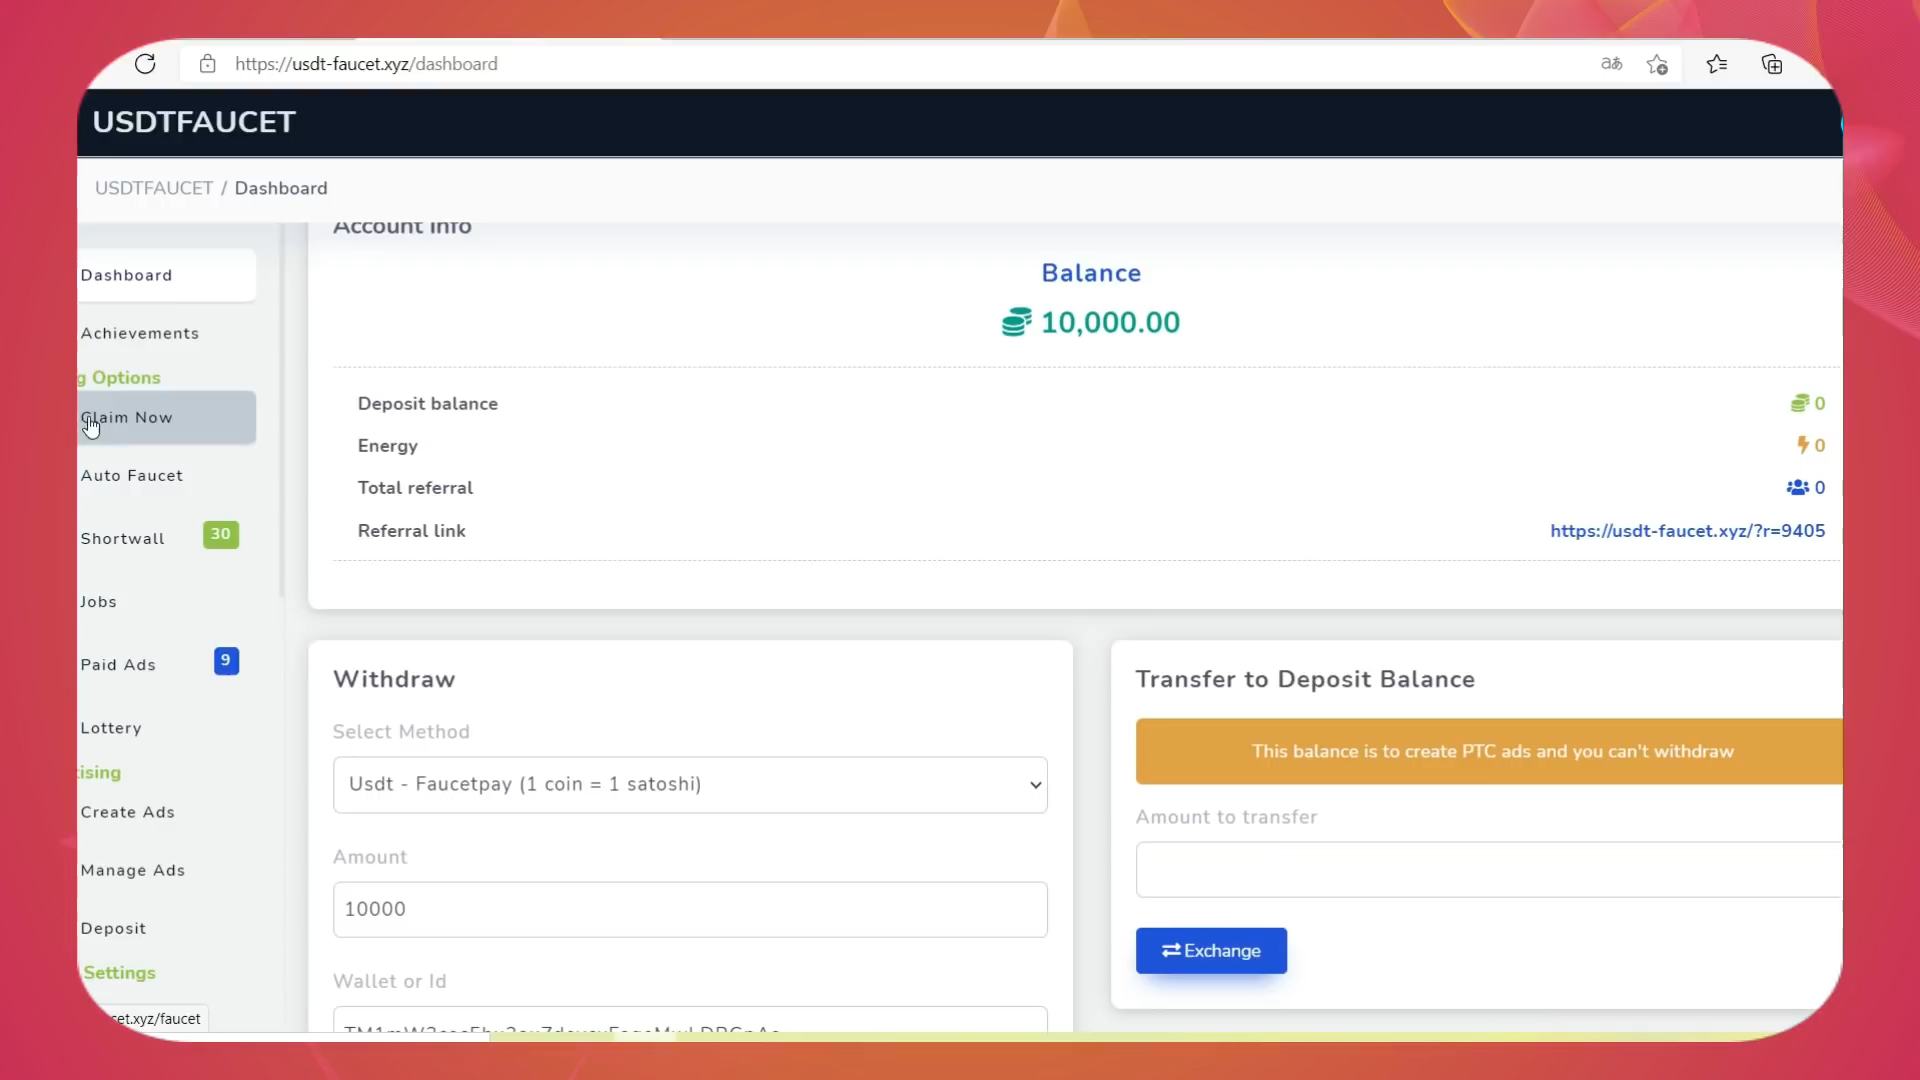 https://usdt-faucet.xyz/dashboard
aあ
USDTFAUCET
USDTFAUCET / Dashboard
Account Info
Dashboard
Achievements
g Options
Claim Now
Auto Faucet
Shortwall 30
Jobs
Paid Ads 9
Lottery
tising
Create Ads
Manage Ads
Deposit
Settings
cet.xyz/faucet
Balance
10,000.00
Deposit balance 0
Energy 0
Total referral 0
Referral link https://usdt-faucet.xyz/?r=9405
Withdraw
Select Method
Usdt - Faucetpay (1 coin = 1 satoshi)
Amount
10000
Wallet or Id
Transfer to Deposit Balance
This balance is to create PTC ads and you can't withdraw
Amount to transfer
Exchange